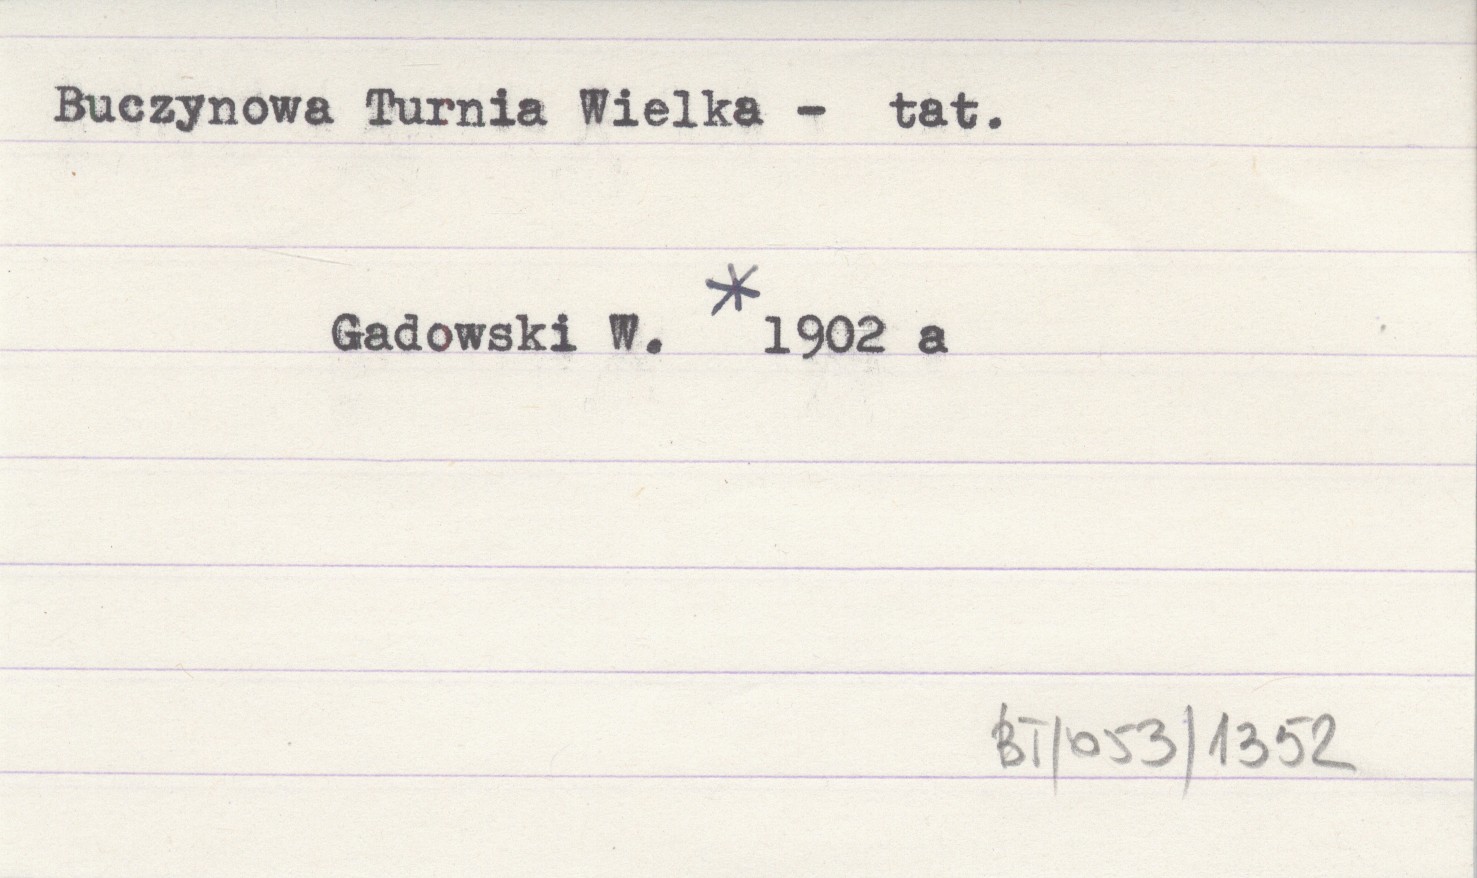 Buczynowa Turnia Wielka - tat.
Gadowski W. * 1902 a
BT/053/1352